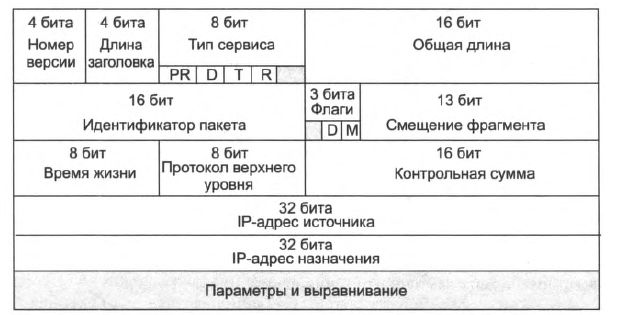 4 бита
Номер
версии
4 бита
Длина
заголовка
8 бит
Тип сервиса
PR D T R
16 бит
Общая длина
16 бит
Идентификатор пакета
3 бита
Флаги
D M
13 бит
Смещение фрагмента
8 бит
Время жизни
8 бит
Протокол верхнего
уровня
16 бит
Контрольная сумма
32 бита
IP-адрес источника
32 бита
IP-адрес назначения
Параметры и выравнивание